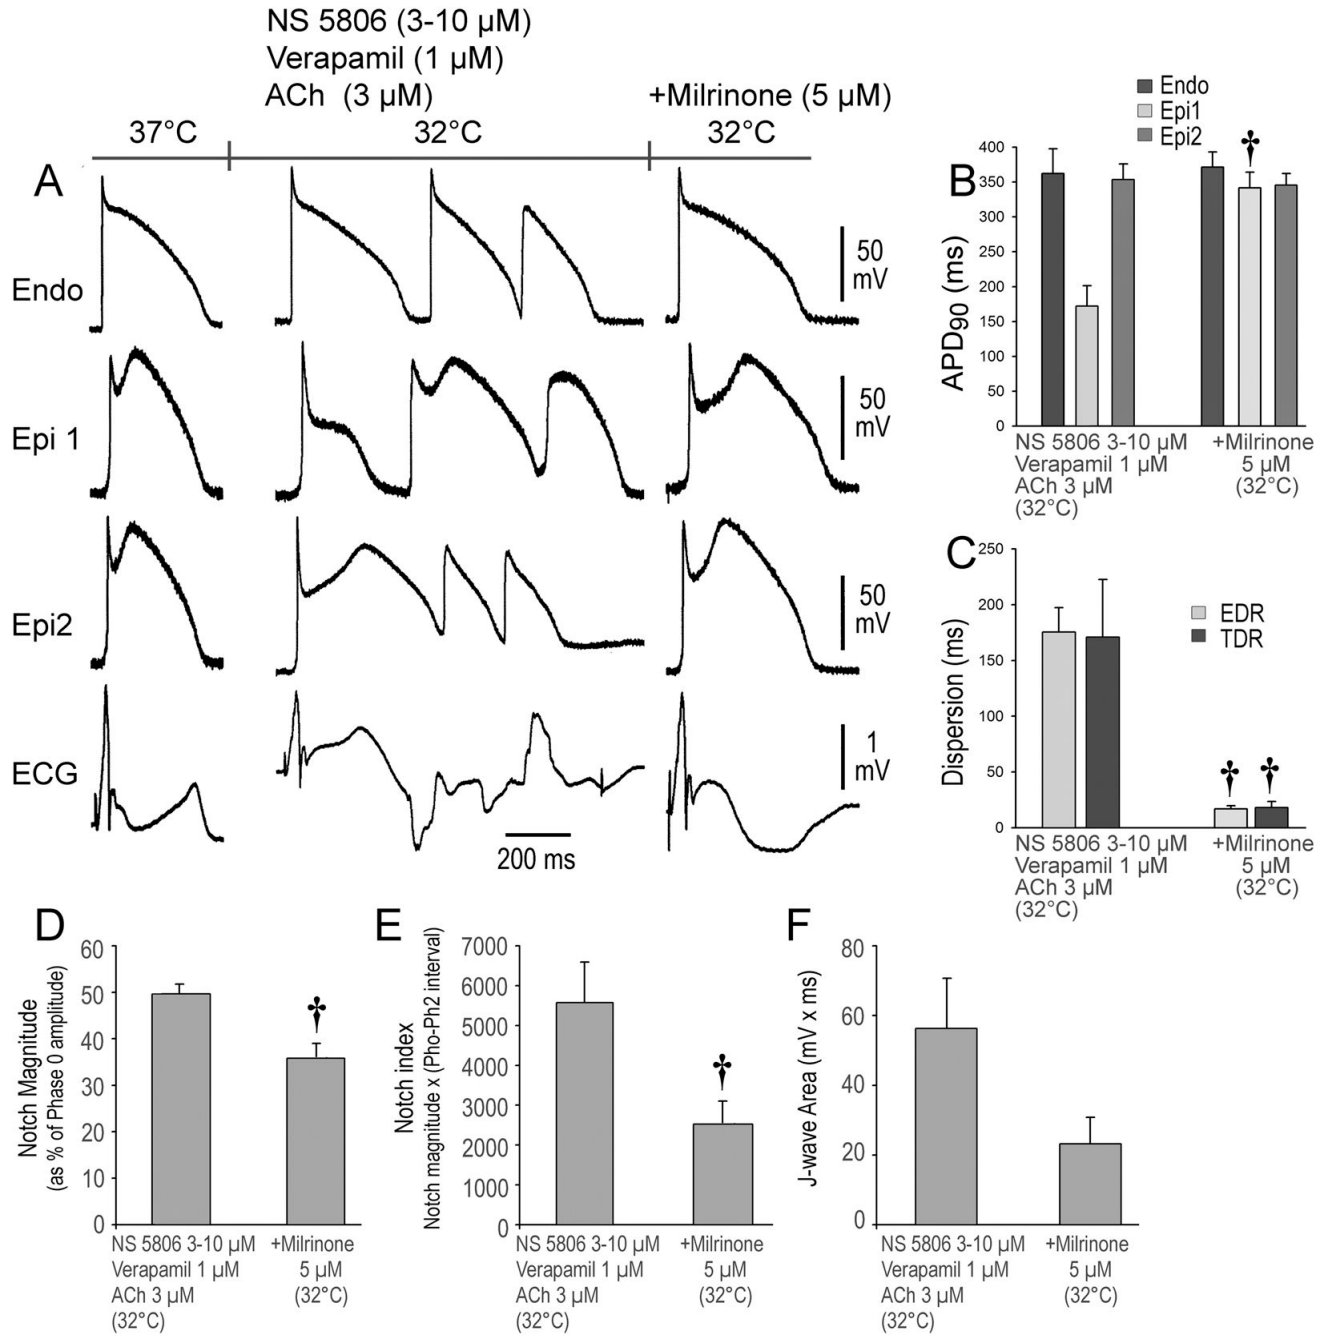 NS 5806 (3-10 µM)
Verapamil (1 µM)
ACh (3 µM)
+Milrinone (5 µM)
37°C
32°C
32°C
A
Endo
50
mV
Epi 1
50
mV
Epi2
50
mV
ECG
1
mV
200 ms
Endo
Epi1
Epi2
B
†
APD90 (ms)
400
350
300
250
200
150
100
50
0
NS 5806 3-10 µM
Verapamil 1 µM
ACh 3 µM
(32°C)
+Milrinone
5 µM
(32°C)
C
Dispersion (ms)
250
200
150
100
50
0
EDR
TDR
† †
NS 5806 3-10 µM
Verapamil 1 µM
ACh 3 µM
(32°C)
+Milrinone
5 µM
(32°C)
D
Notch Magnitude
(as % of Phase 0 amplitude)
60
50
40
30
20
10
0
†
NS 5806 3-10 µM
Verapamil 1 µM
ACh 3 µM
(32°C)
+Milrinone
5 µM
(32°C)
E
Notch index
Notch magnitude x (Pho-Ph2 interval)
7000
6000
5000
4000
3000
2000
1000
0
†
NS 5806 3-10 µM
Verapamil 1 µM
ACh 3 µM
(32°C)
+Milrinone
5 µM
(32°C)
F
J-wave Area (mV x ms)
80
60
40
20
0
NS 5806 3-10 µM
Verapamil 1 µM
ACh 3 µM
(32°C)
+Milrinone
5 µM
(32°C)